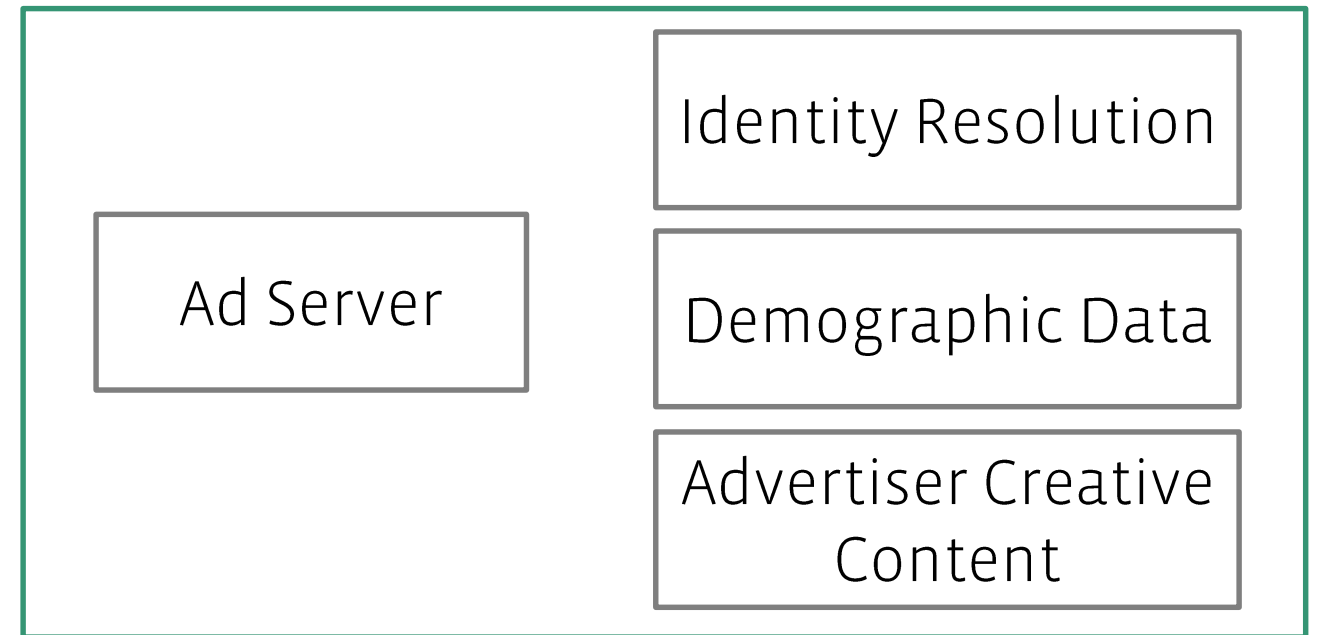 Ad Server
Identity Resolution
Demographic Data
Advertiser Creative
Content